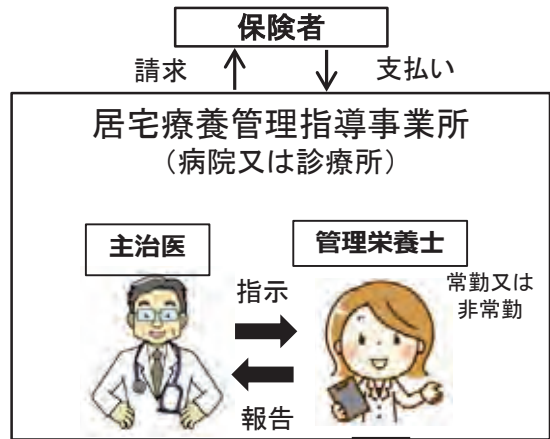 保険者
請求
支払い
居宅療養管理指導事業所
（病院又は診療所）
主治医
管理栄養士
常勤又は
非常勤
指示
報告